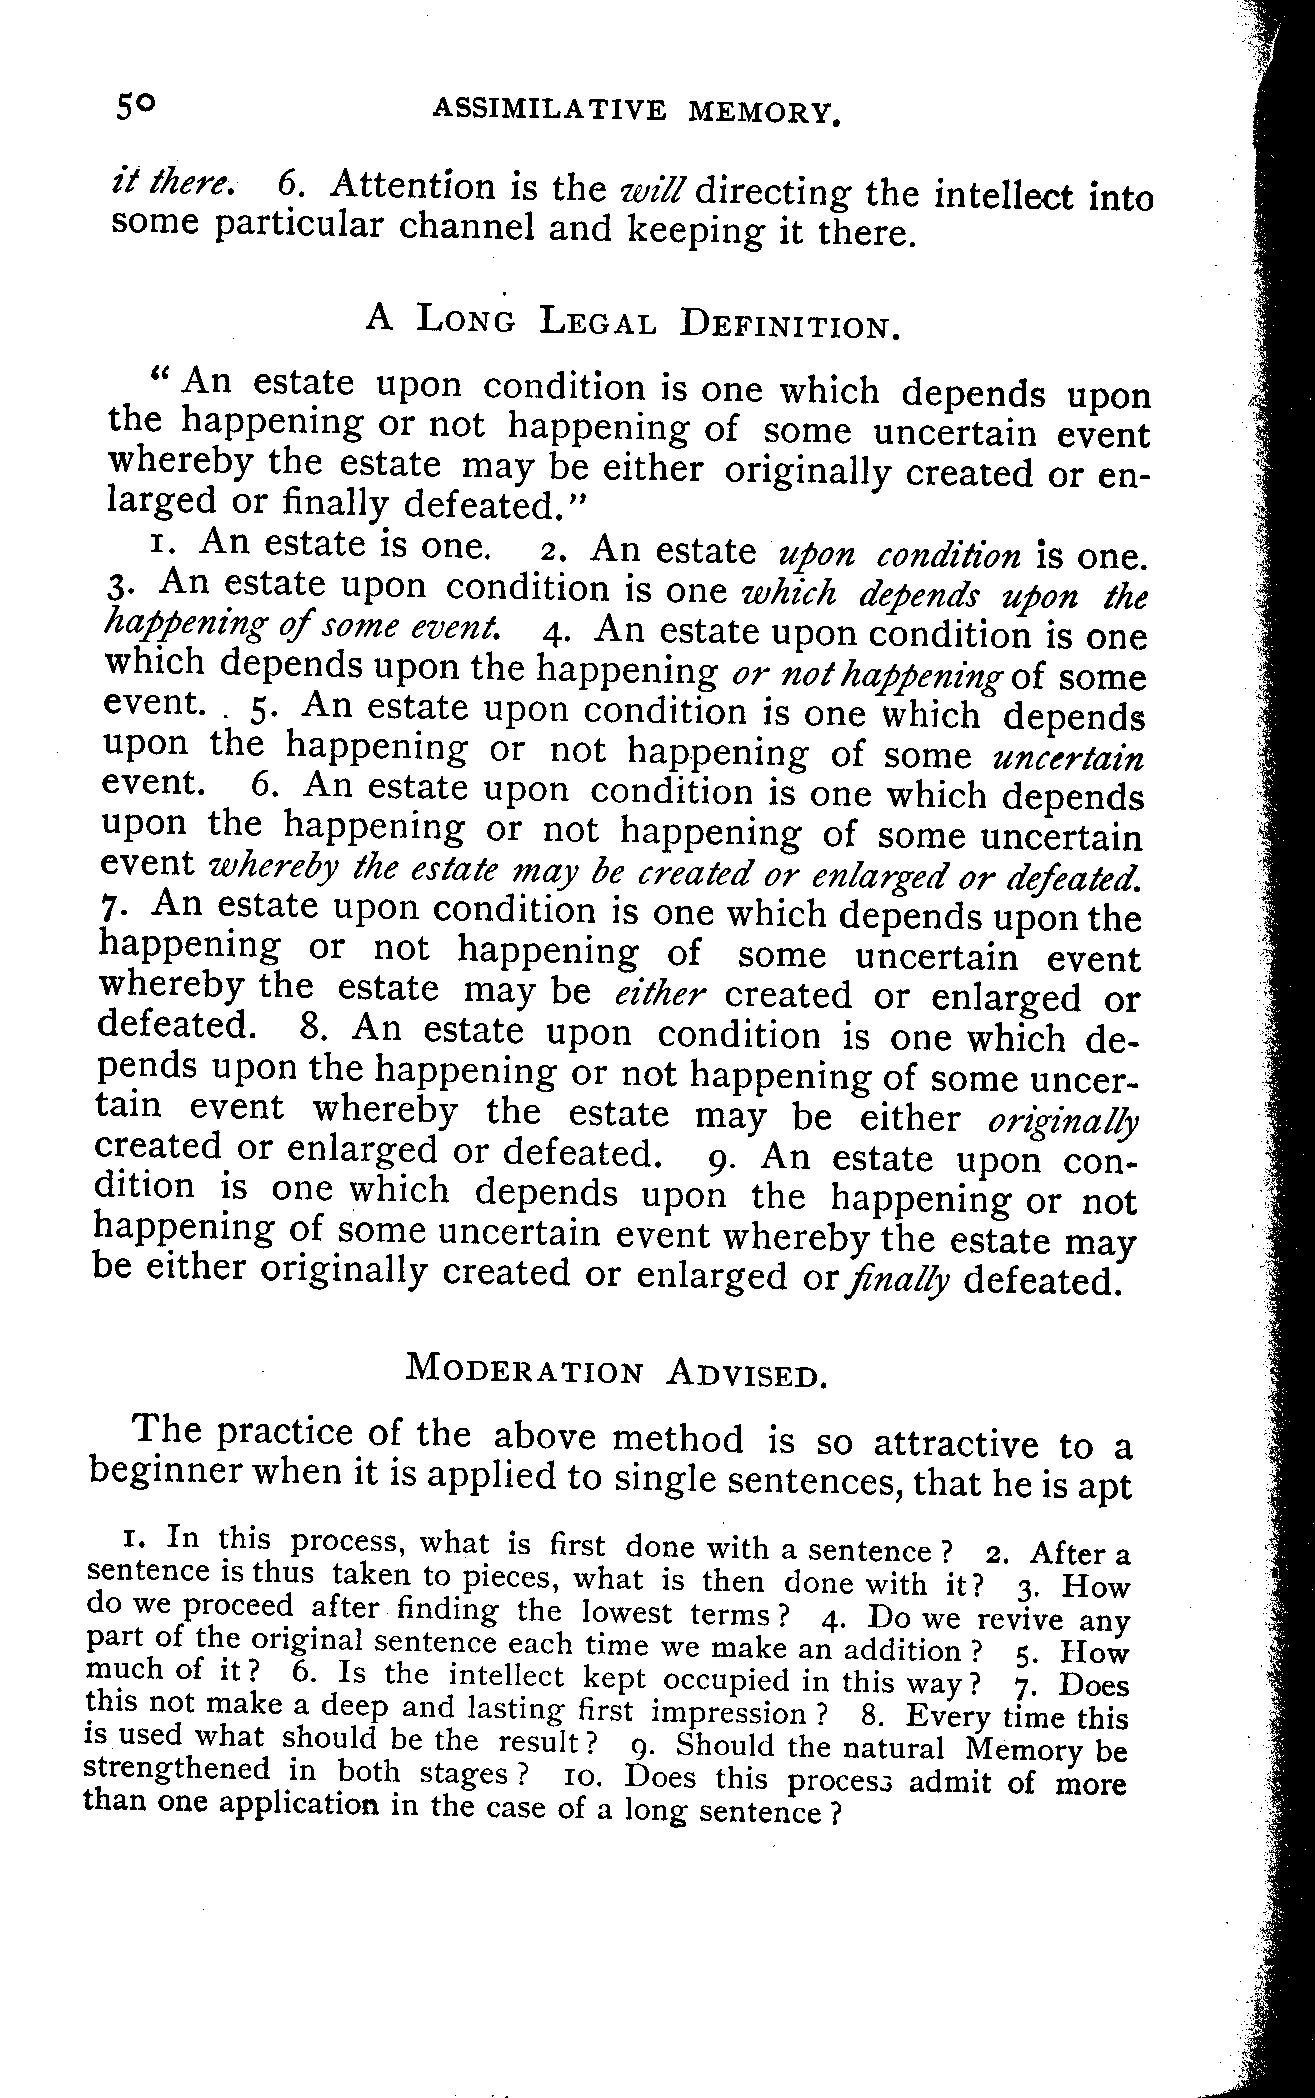 50 ASSIMILATIVE MEMORY.
it there. 6. Attention is the will directing the intellect into
some particular channel and keeping it there.
A LONG LEGAL DEFINITION.
“ An estate upon condition is one which depends upon
the happening or not happening of some uncertain event
whereby the estate may be either originally created or en-
larged or finally defeated.”
1. An estate is one. 2. An estate upon condition is one.
3. An estate upon condition is one which depends upon the
happening of some event. 4. An estate upon condition is one
which depends upon the happening or not happening of some
event. . 5. An estate upon condition is one which depends
upon the happening or not happening of some uncertain
event. 6. An estate upon condition is one which depends
upon the happening or not happening of some uncertain
event whereby the estate may be created or enlarged or defeated.
7. An estate upon condition is one which depends upon the
happening or not happening of some uncertain event
whereby the estate may be either created or enlarged or
defeated. 8. An estate upon condition is one which de-
pends upon the happening or not happening of some uncer-
tain event whereby the estate may be either originally
created or enlarged or defeated. 9. An estate upon con-
dition is one which depends upon the happening or not
happening of some uncertain event whereby the estate may
be either originally created or enlarged or finally defeated.
MODERATION ADVISED.
The practice of the above method is so attractive to a
beginner when it is applied to single sentences, that he is apt
1. In this process, what is first done with a sentence ? 2. After a
sentence is thus taken to pieces, what is then done with it? 3. How
do we proceed after finding the lowest terms ? 4. Do we revive any
part of the original sentence each time we make an addition ? 5. How
much of it ? 6. Is the intellect kept occupied in this way ? 7. Does
this not make a deep and lasting first impression ? 8. Every time this
is used what should be the result ? 9. Should the natural Memory be
strengthened in both stages ? 10. Does this process admit of more
than one application in the case of a long sentence ?